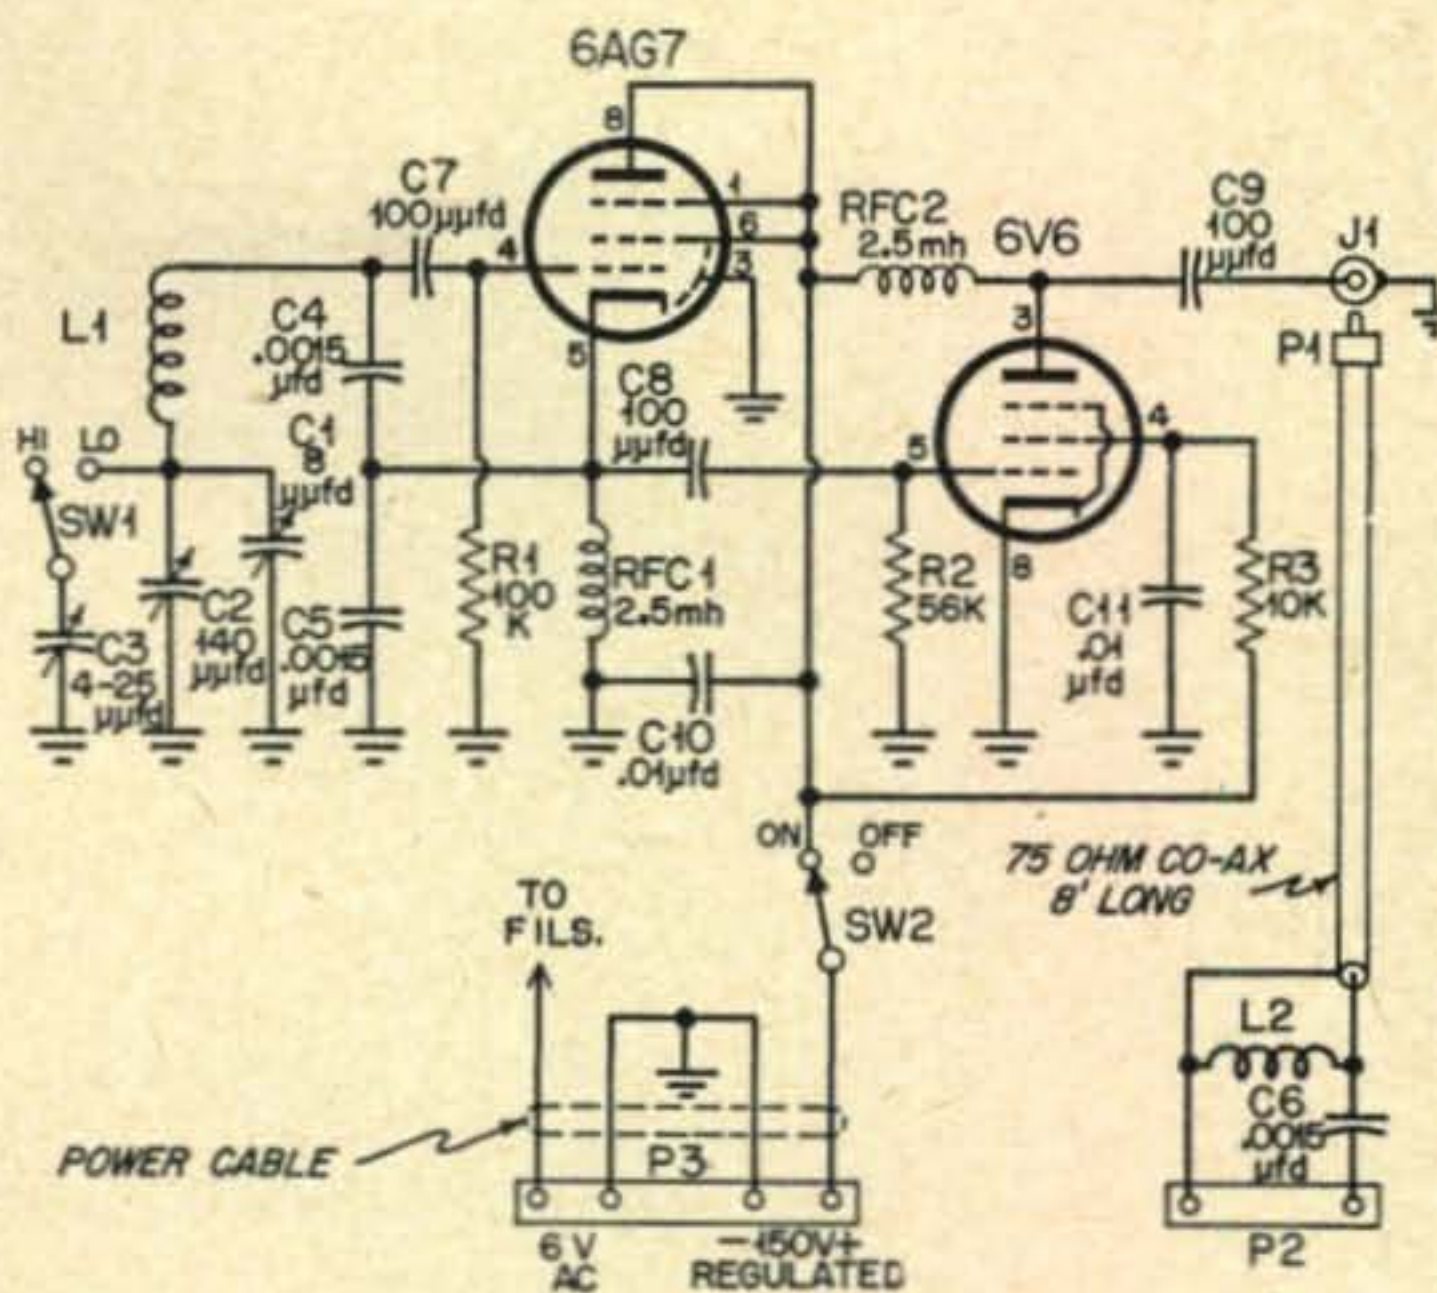 6AG7
8
C7
100μμfd
1
6
3
4
5
RFC2
2.5mh
6V6
3
C9
100
μμfd
J1
P1
L1
C4
.0015
μfd
C8
100
μμfd
HI
LO
C1
8
μμfd
4
5
8
SW1
C3
4-25
μμfd
C2
140
μμfd
C5
.0015
μfd
R1
100
K
RFC1
2.5mh
R2
56K
C11
.01
μfd
R3
10K
C10
.01μfd
ON
OFF
SW2
75 OHM CO-AX
8' LONG
TO
FILS.
L2
C6
.0015
μfd
POWER CABLE
P3
P2
6 V
AC
-150V+
REGULATED